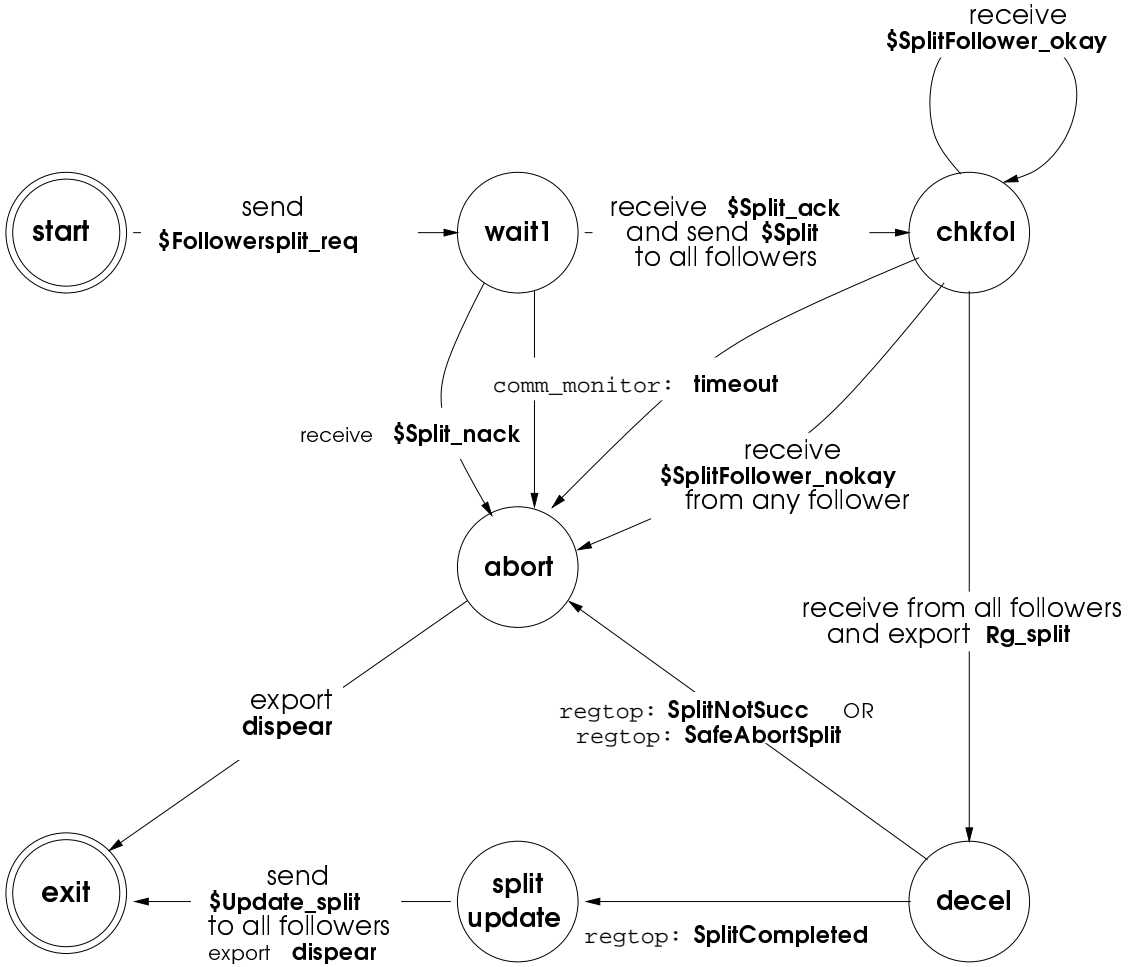 receive
$SplitFollower_okay
start
send
$Followersplit_req
wait1
receive $Split_ack
and send $Split
to all followers
chkfol
comm_monitor: timeout
receive $Split_nack
receive
$SplitFollower_nokay
from any follower
abort
receive from all followers
and export Rg_split
export
dispear
regtop: SplitNotSucc OR
regtop: SafeAbortSplit
exit
send
$Update_split
to all followers
export dispear
split
update
decel
regtop: SplitCompleted